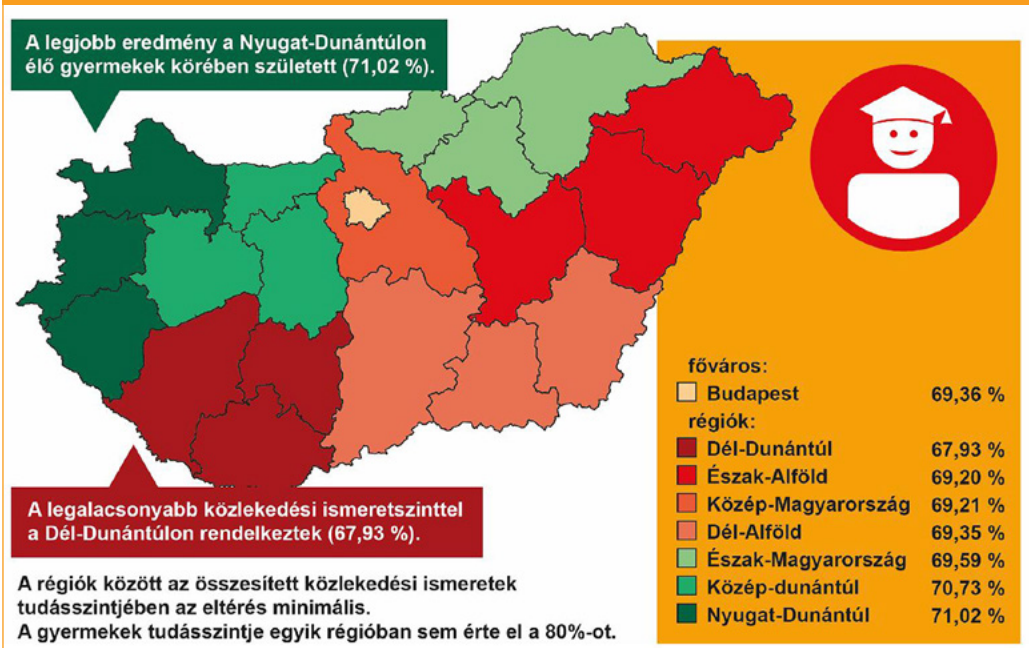 A legjobb eredmény a Nyugat-Dunántúlon
élő gyermekek körében született (71,02 %).
főváros:
Budapest 69,36 %
régiók:
Dél-Dunántúl 67,93 %
Észak-Alföld 69,20 %
Közép-Magyarország 69,21 %
Dél-Alföld 69,35 %
Észak-Magyarország 69,59 %
Közép-dunántúl 70,73 %
Nyugat-Dunántúl 71,02 %
A legalacsonyabb közlekedési ismeretszinttel
a Dél-Dunántúlon rendelkeztek (67,93 %).
A régiók között az összesített közlekedési ismeretek
tudásszintjében az eltérés minimális.
A gyermekek tudásszintje egyik régióban sem érte el a 80%-ot.